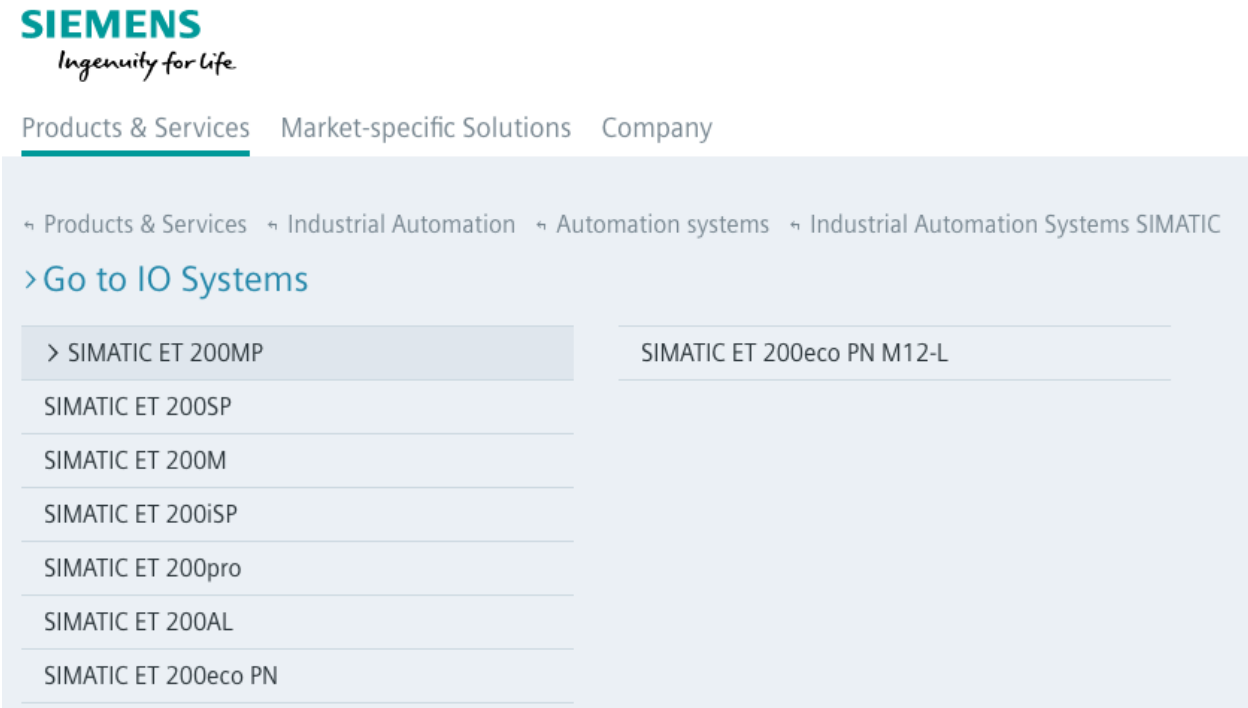 SIEMENS
Ingenuity for life
Products & Services Market-specific Solutions Company
Products & Services Industrial Automation Automation systems Industrial Automation Systems SIMATIC
Go to IO Systems
SIMATIC ET 200MP
SIMATIC ET 200SP
SIMATIC ET 200M
SIMATIC ET 200iSP
SIMATIC ET 200pro
SIMATIC ET 200AL
SIMATIC ET 200eco PN
SIMATIC ET 200eco PN M12-L